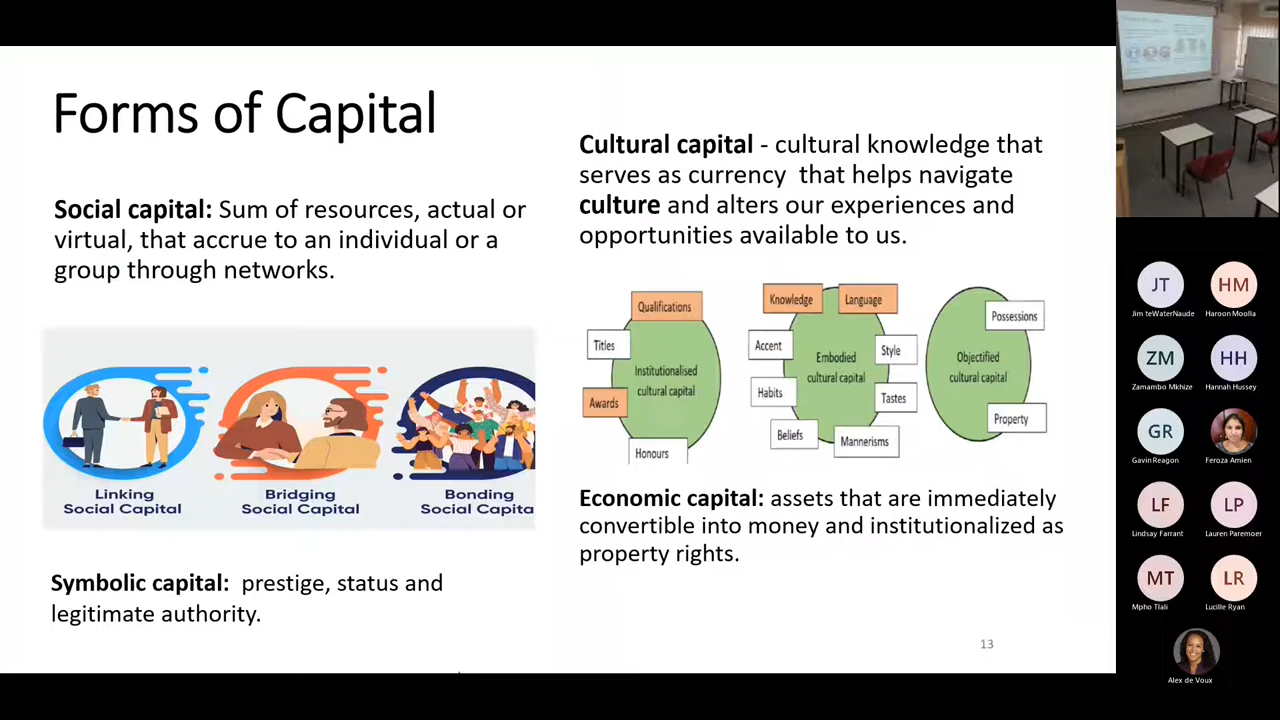 Forms of Capital
Social capital: Sum of resources, actual or
virtual, that accrue to an individual or a
group through networks.
Linking
Social Capital
Bridging
Social Capital
Bonding
Social Capita
Symbolic capital:  prestige, status and
legitimate authority.
Cultural capital - cultural knowledge that
serves as currency  that helps navigate
culture and alters our experiences and
opportunities available to us.
Qualifications
Titles
Institutionalised
cultural capital
Awards
Honours
Knowledge
Language
Accent
Style
Embodied
cultural capital
Habits
Tastes
Beliefs
Mannerisms
Possessions
Objectified
cultural capital
Property
Economic capital: assets that are immediately
convertible into money and institutionalized as
property rights.
13
JT
Jim teWaterNaude
HM
Haroon Moolla
ZM
Zamambo Mkhize
HH
Hannah Hussey
GR
Gavin Reagon
Feroza Amien
LF
Lindsay Farrant
LP
Lauren Paremoer
MT
Mpho Tlali
LR
Lucille Ryan
Alex de Voux